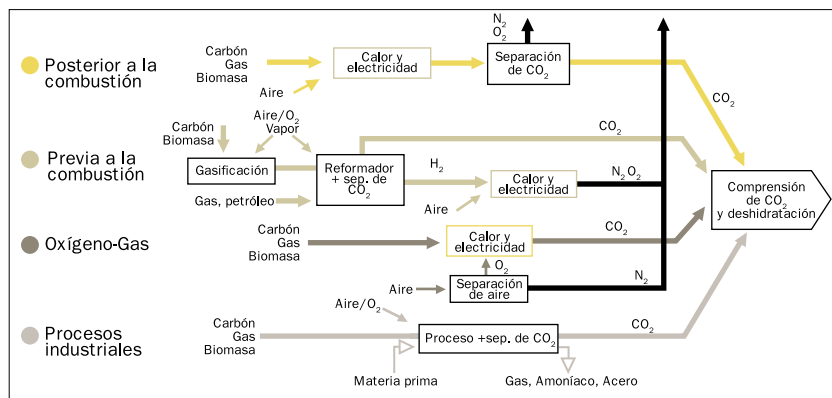 Posterior a la
combustión
Carbón
Gas
Biomasa
Aire
Calor y
electricidad
N2
O2
Separación
de CO2
CO2
Previa a la
combustión
Carbón
Biomasa
Aire/O2
Vapor
Gasificación
Gas, petróleo
Reformador
+ sep. de
CO2
CO2
H2
Aire
Calor y
electricidad
N2 O2
Comprensión
de CO2
y deshidratación
Oxígeno-Gas
Carbón
Gas
Biomasa
Calor y
electricidad
CO2
O2
Aire
Separación
de aire
N2
Procesos
industriales
Carbón
Gas
Biomasa
Aire/O2
Proceso +sep. de CO2
CO2
Materia prima
Gas, Amoníaco, Acero